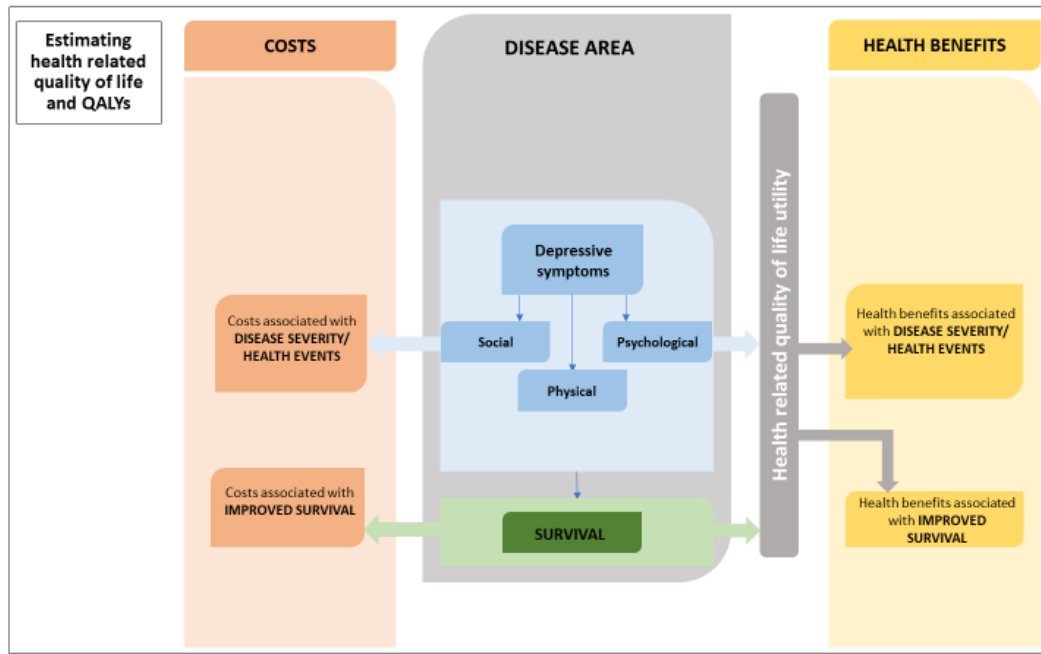 Estimating
health related
quality of life
and QALYs
COSTS
DISEASE AREA
HEALTH BENEFITS
Depressive
symptoms
Social
Psychological
Physical
SURVIVAL
Costs associated with
DISEASE SEVERITY/
HEALTH EVENTS
Costs associated with
IMPROVED SURVIVAL
Health related quality of life utility
Health benefits associated
with DISEASE SEVERITY/
HEALTH EVENTS
Health benefits associated
with IMPROVED
SURVIVAL